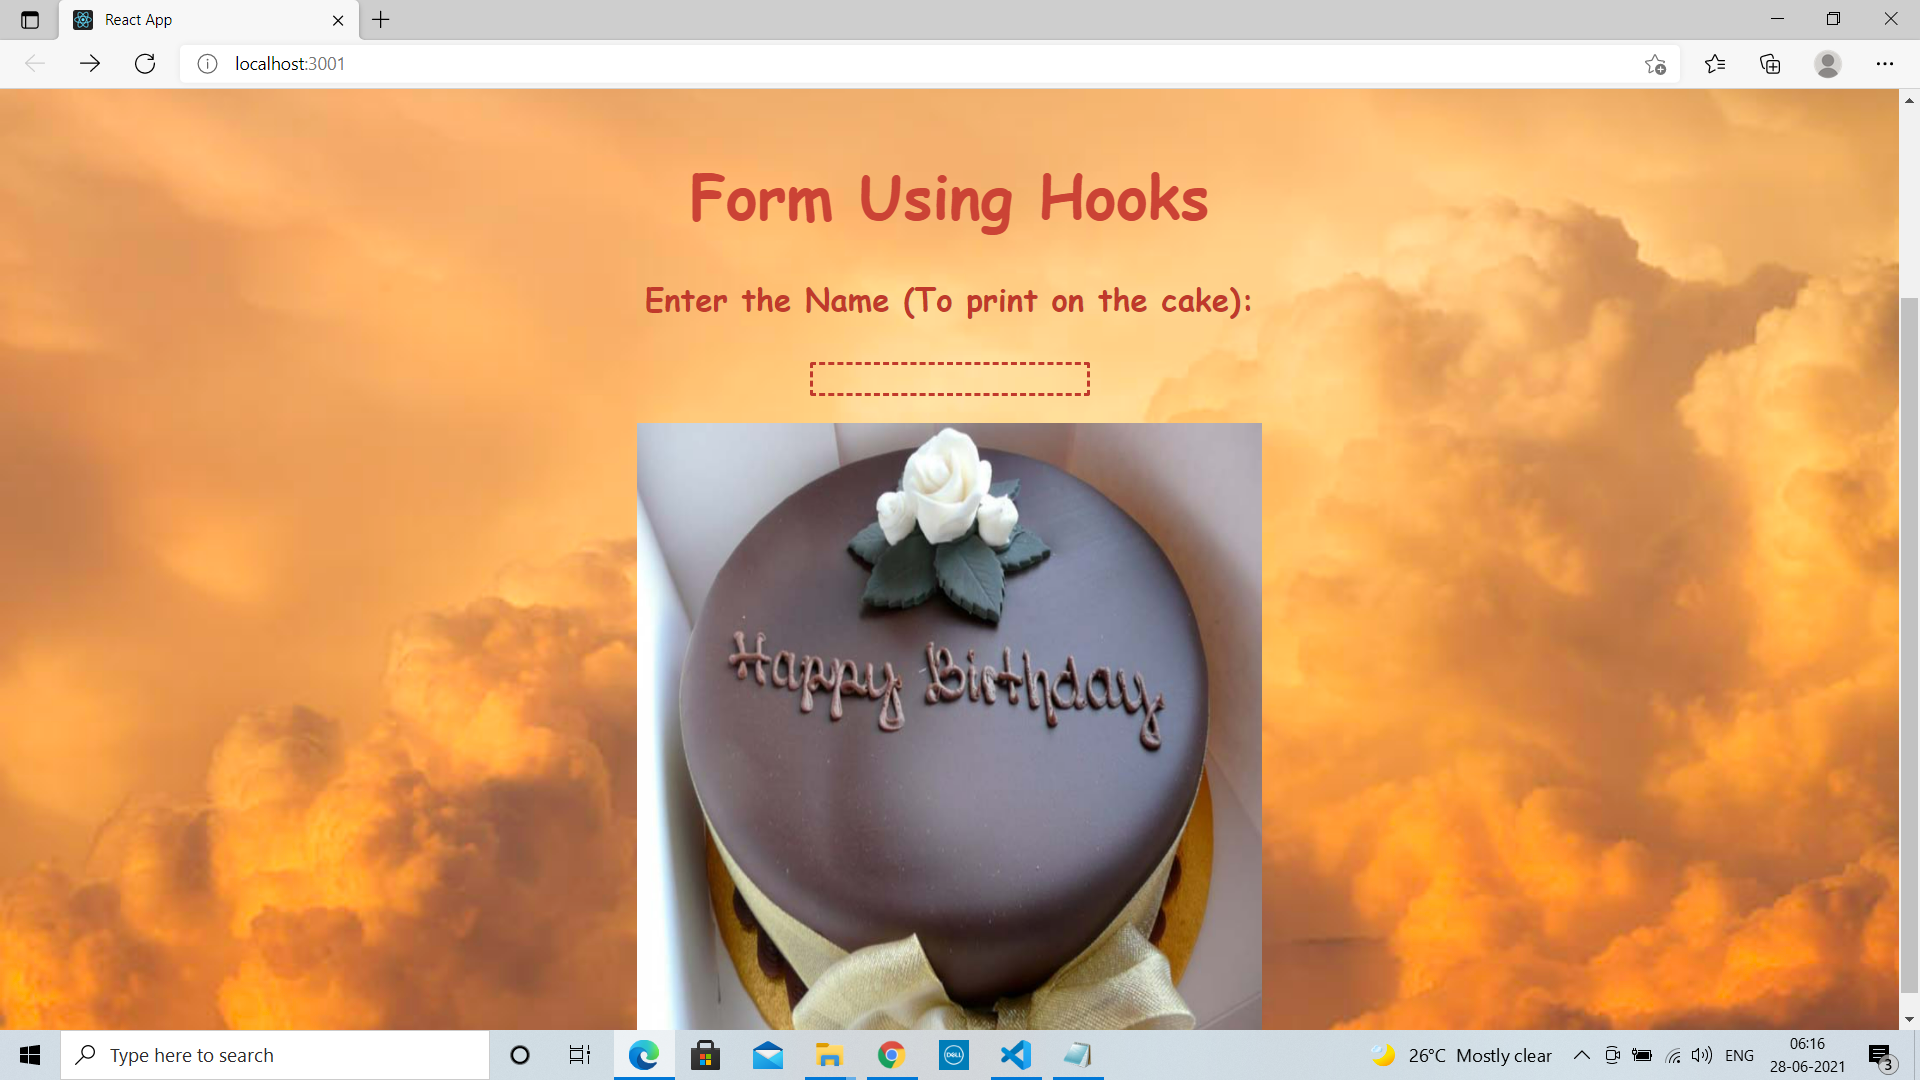 React App
localhost:3001
Form Using Hooks
Enter the Name (To print on the cake):
Happy Birthday
Type here to search
DELL
26°C Mostly clear
ENG
06:16
28-06-2021
3